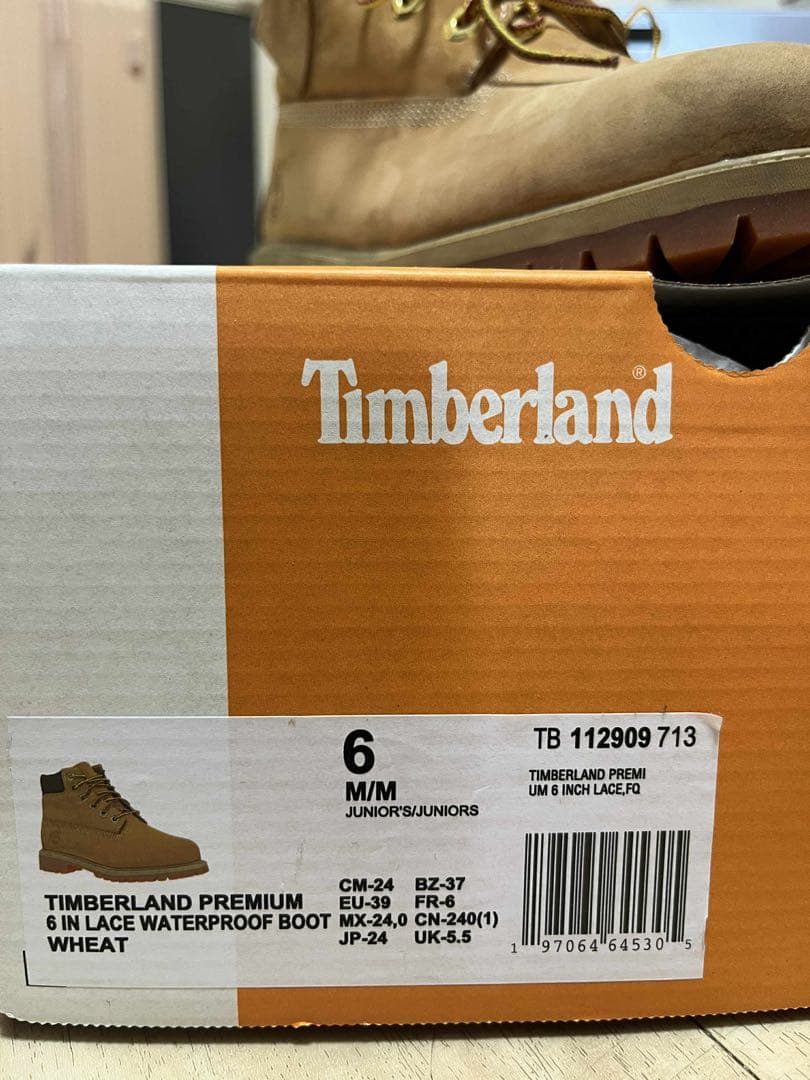 Timberland®
6
M/M
JUNIOR'S/JUNIORS
TB 112909 713
TIMBERLAND PREMI
UM 6 INCH LACE,FQ
TIMBERLAND PREMIUM
6 IN LACE WATERPROOF BOOT
WHEAT
CM-24 BZ-37
EU-39 FR-6
MX-24,0 CN-240(1)
JP-24 UK-5.5
1 97064 64530 5